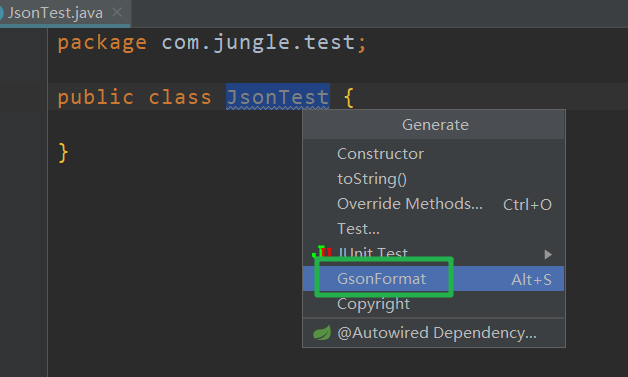 JsonTest.java
package com.jungle.test;
public class JsonTest {
}
Generate
Constructor
toString()
Override Methods... Ctrl+O
Test...
JUnit Test
GsonFormat Alt+S
Copyright
@Autowired Dependency...